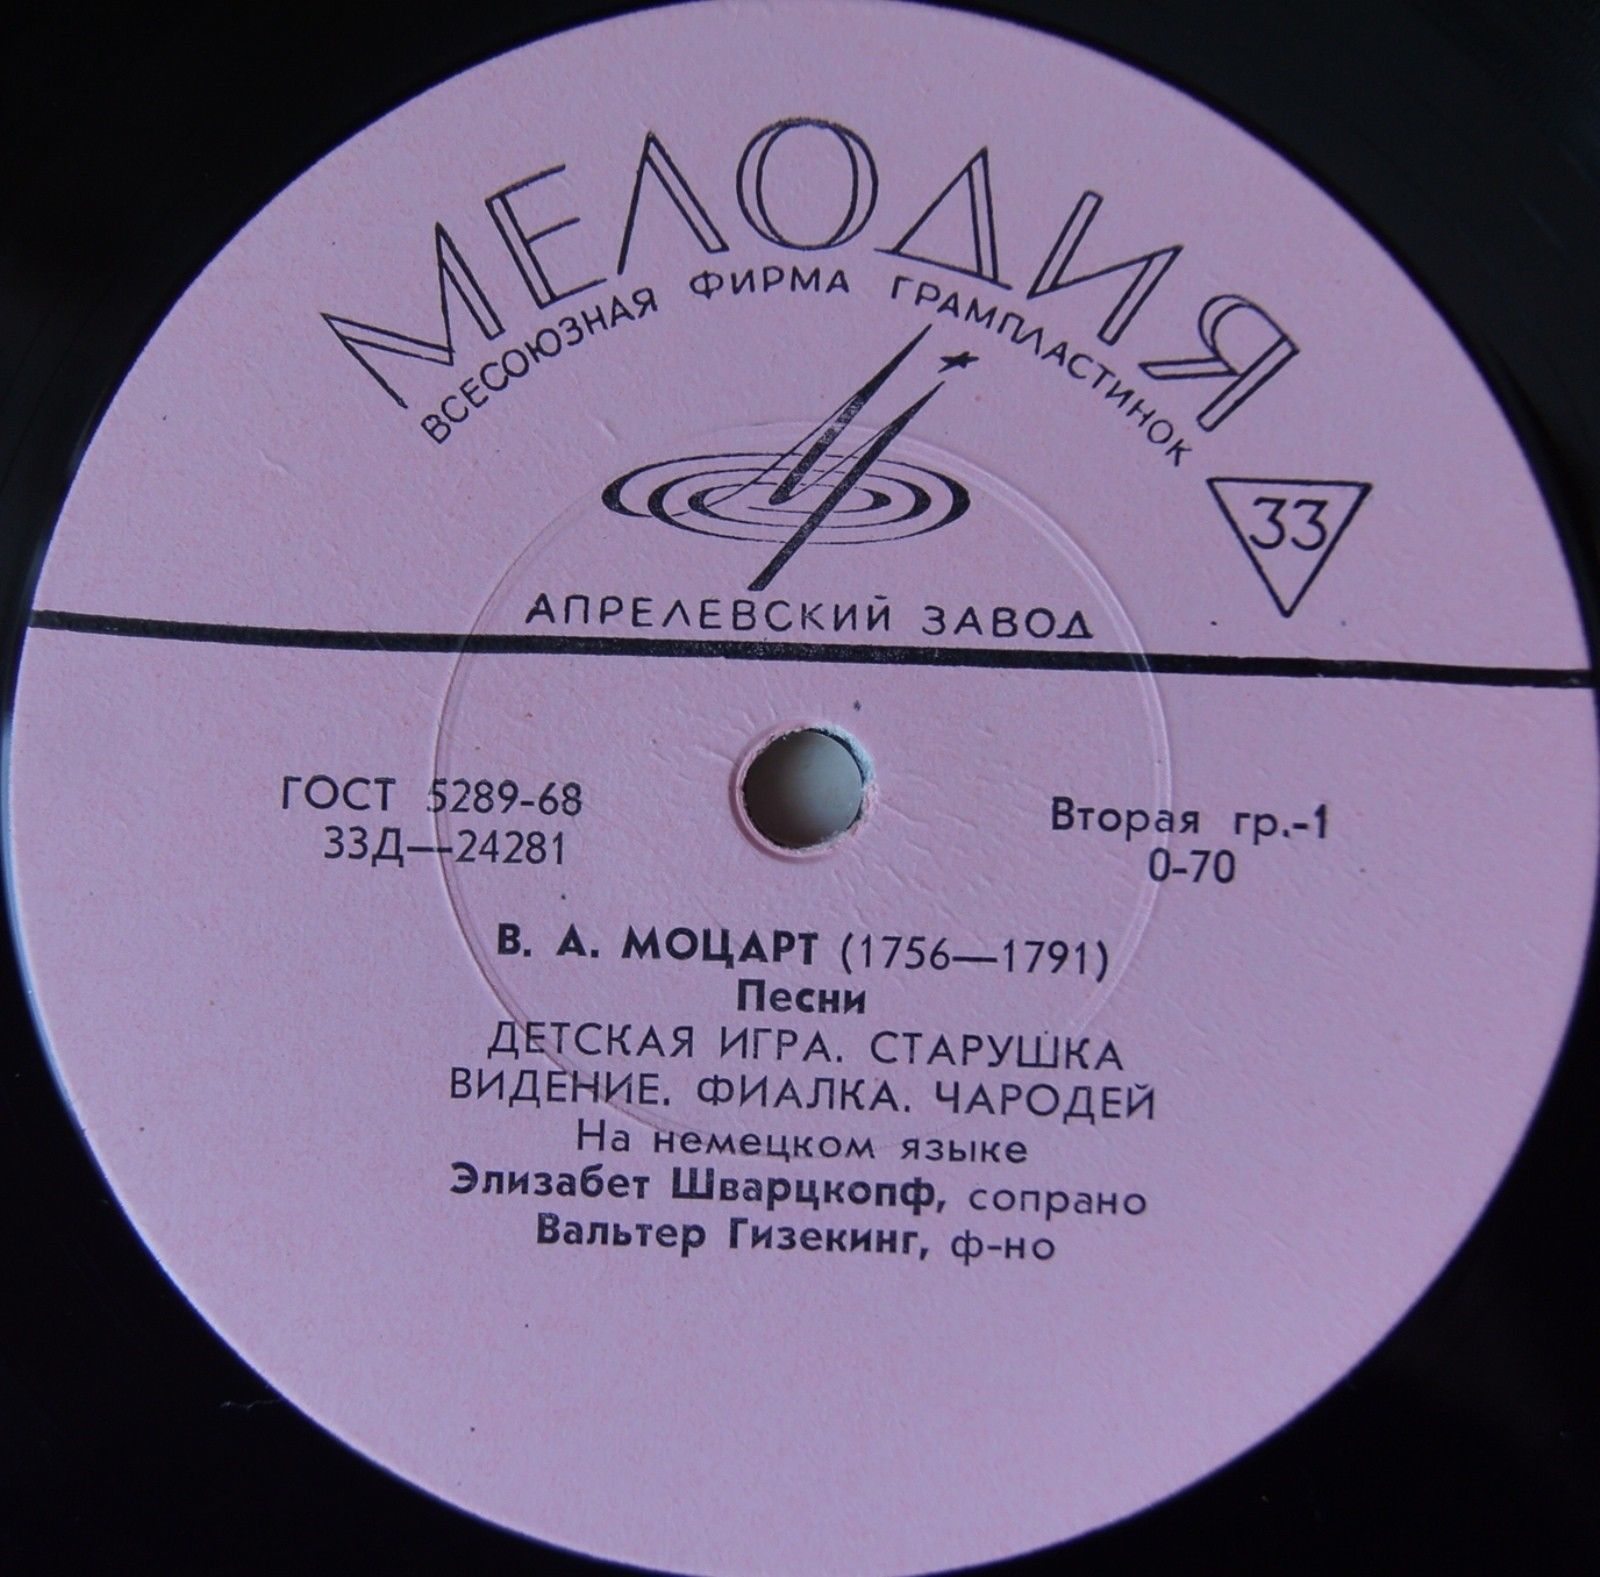 МЕЛОДИЯ
ВСЕСОЮЗНАЯ ФИРМА ГРАМПЛАСТИНОК
33
АПРЕЛЕВСКИЙ ЗАВОД
ГОСТ 5289-68
33Д—24281
Вторая гр.-1
0-70
В. А. МОЦАРТ (1756—1791)
Песни
ДЕТСКАЯ ИГРА. СТАРУШКА
ВИДЕНИЕ. ФИАЛКА. ЧАРОДЕЙ
На немецком языке
Элизабет Шварцкопф, сопрано
Вальтер Гизекинг, ф-но